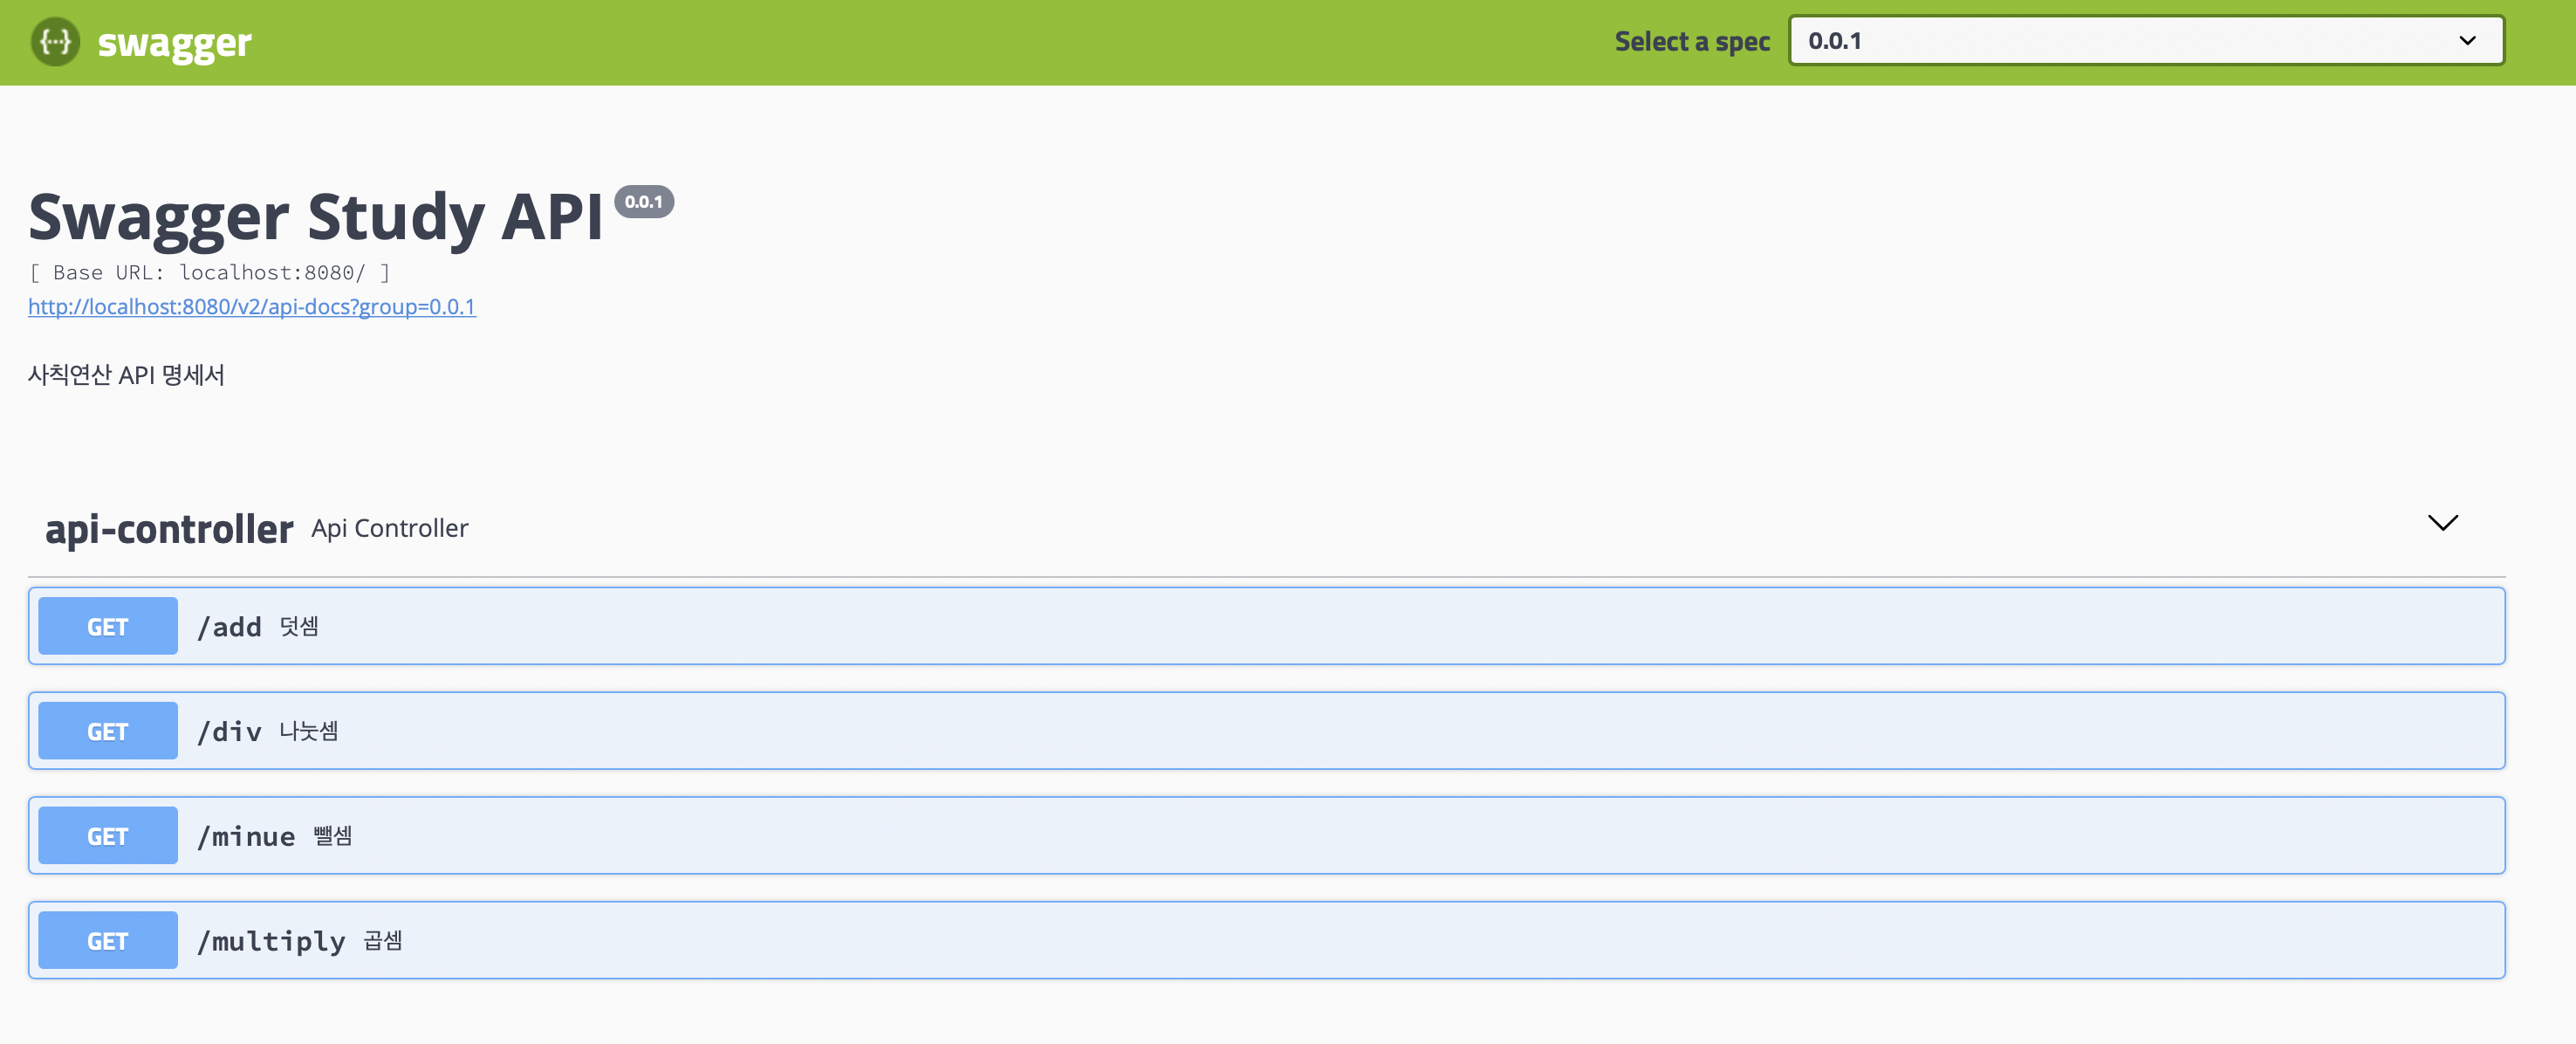 {···} swagger
Select a spec 0.0.1
Swagger Study API 0.0.1
[ Base URL: localhost:8080/ ]
http://localhost:8080/v2/api-docs?group=0.0.1
사칙연산 API 명세서
api-controller Api Controller
GET /add 덧셈
GET /div 나눗셈
GET /minue 뺄셈
GET /multiply 곱셈